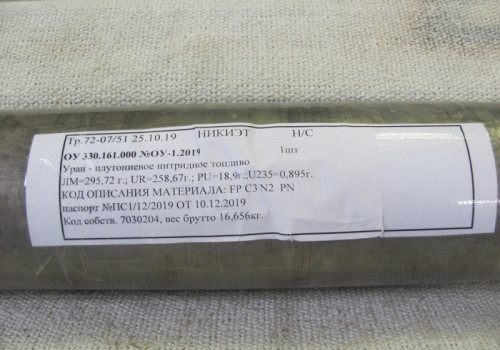 Тр.72-07/51 25.10.19 НИКИЭТ Н/С
ОУ 330.161.000 №ОУ-1.2019 1шт
Уран - плутониевое нитридное топливо
ЛМ=295,72 г.; UR=258,67г.; PU=18,9г.;U235=0,895г.
КОД ОПИСАНИЯ МАТЕРИАЛА: FP C3 N2 PN
паспорт №ПС1/12/2019 ОТ 10.12.2019
Код собств. 7030204, вес брутто 16,656кг.